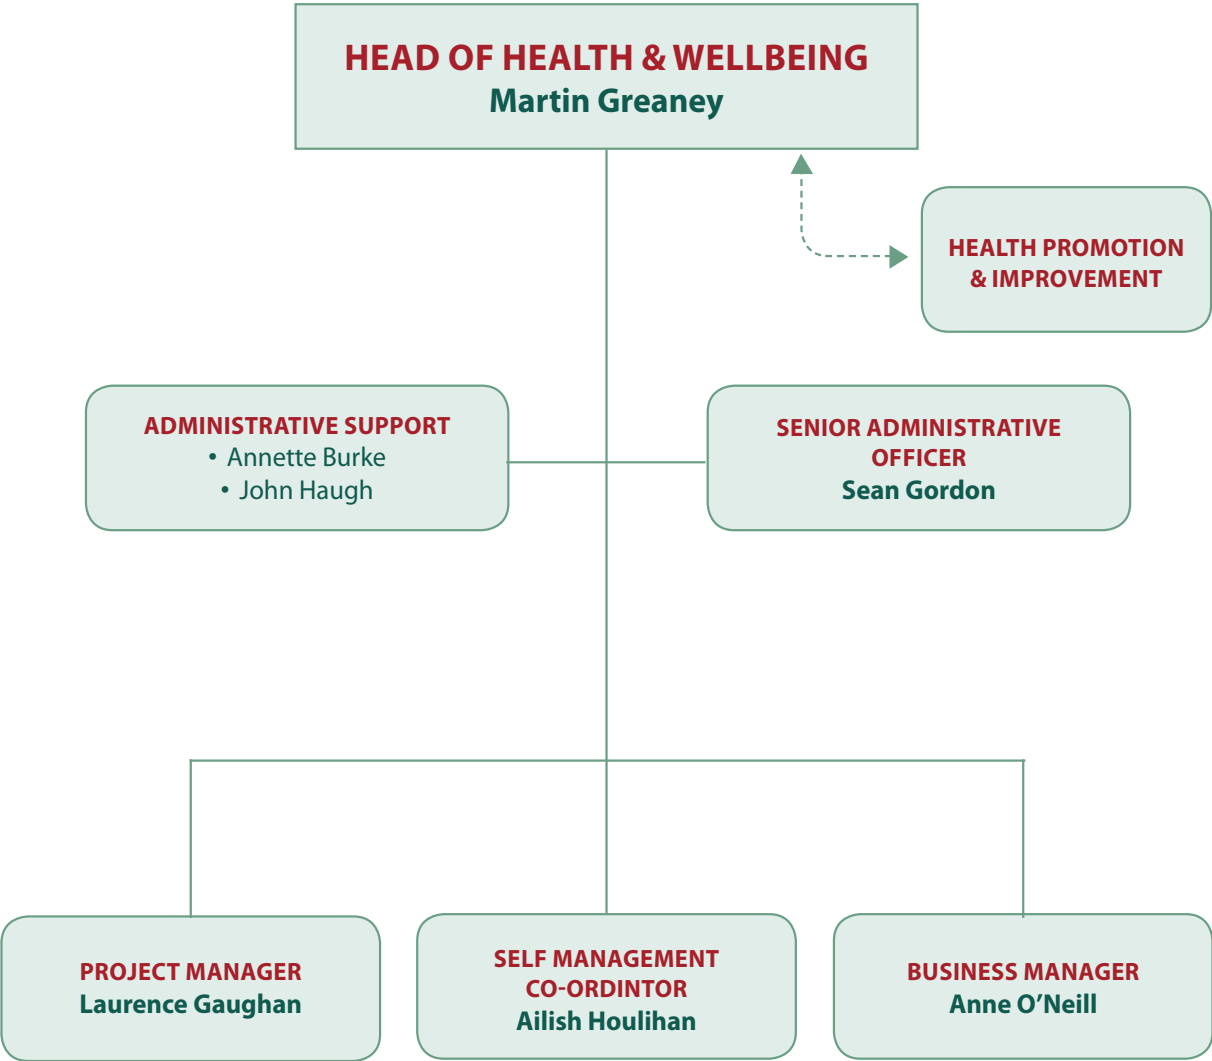 HEAD OF HEALTH & WELLBEING
Martin Greaney
HEALTH PROMOTION
& IMPROVEMENT
ADMINISTRATIVE SUPPORT
• Annette Burke
• John Haugh
SENIOR ADMINISTRATIVE
OFFICER
Sean Gordon
PROJECT MANAGER
Laurence Gaughan
SELF MANAGEMENT
CO-ORDINTOR
Ailish Houlihan
BUSINESS MANAGER
Anne O’Neill